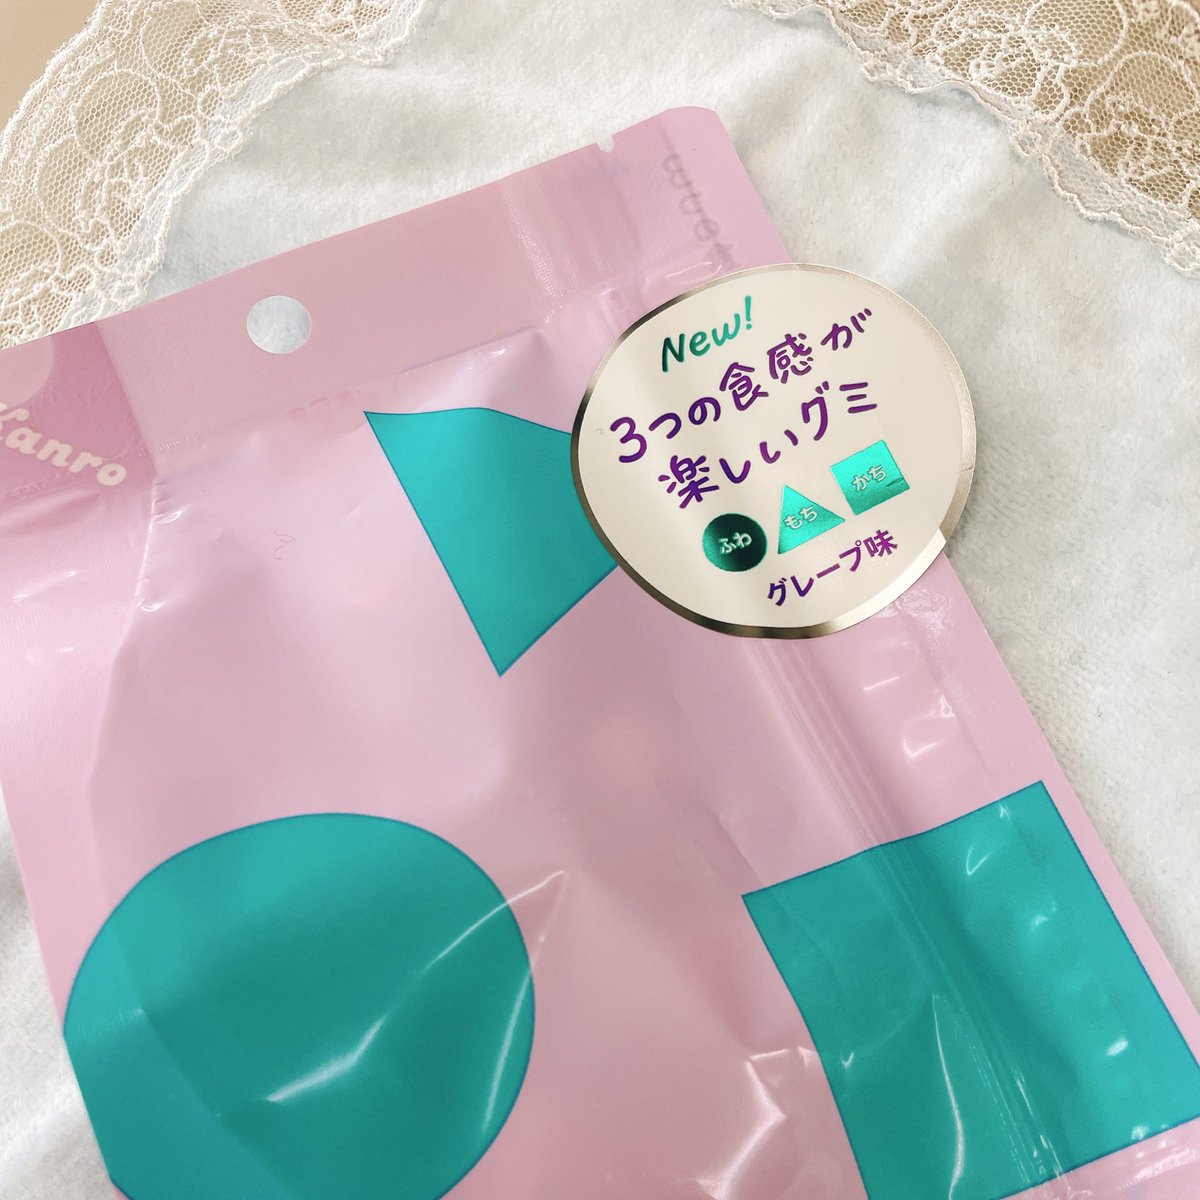 Kanro
New!
3つの食感が
楽しいグミ
ふわ
もち
かち
グレープ味